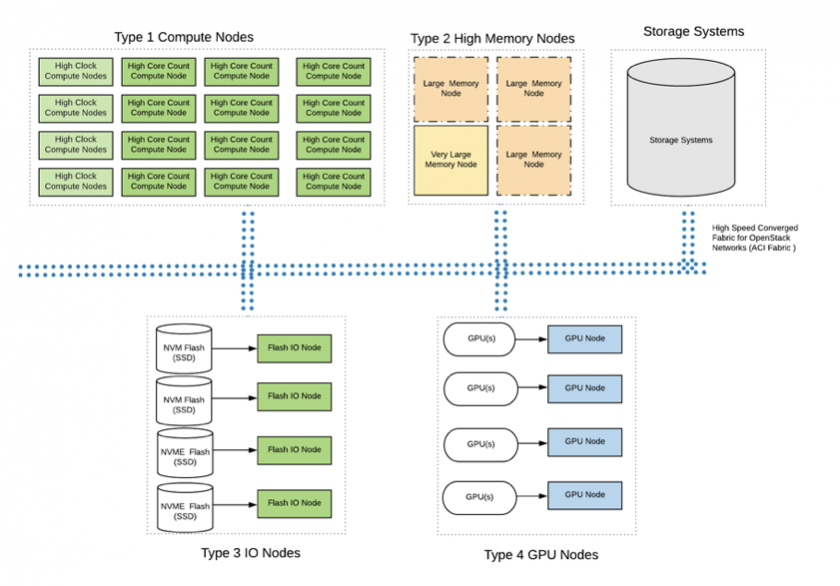 Type 1 Compute Nodes
Type 2 High Memory Nodes
Storage Systems
High Clock
Compute Nodes
High Core Count
Compute Node
High Core Count
Compute Node
High Core Count
Compute Node
High Clock
Compute Nodes
High Core Count
Compute Node
High Core Count
Compute Node
High Core Count
Compute Node
High Clock
Compute Nodes
High Core Count
Compute Node
High Core Count
Compute Node
High Core Count
Compute Node
High Clock
Compute Nodes
High Core Count
Compute Node
High Core Count
Compute Node
High Core Count
Compute Node
Large Memory
Node
Large Memory
Node
Very Large
Memory Node
Large Memory
Node
Storage Systems
High Speed Converged
Fabric for OpenStack
Networks (ACI Fabric )
NVM Flash
(SSD)
Flash IO Node
NVM Flash
(SSD)
Flash IO Node
NVME Flash
(SSD)
Flash IO Node
NVME Flash
(SSD)
Flash IO Node
GPU(s)
GPU Node
GPU(s)
GPU Node
GPU(s)
GPU Node
GPU(s)
GPU Node
Type 3 IO Nodes
Type 4 GPU Nodes